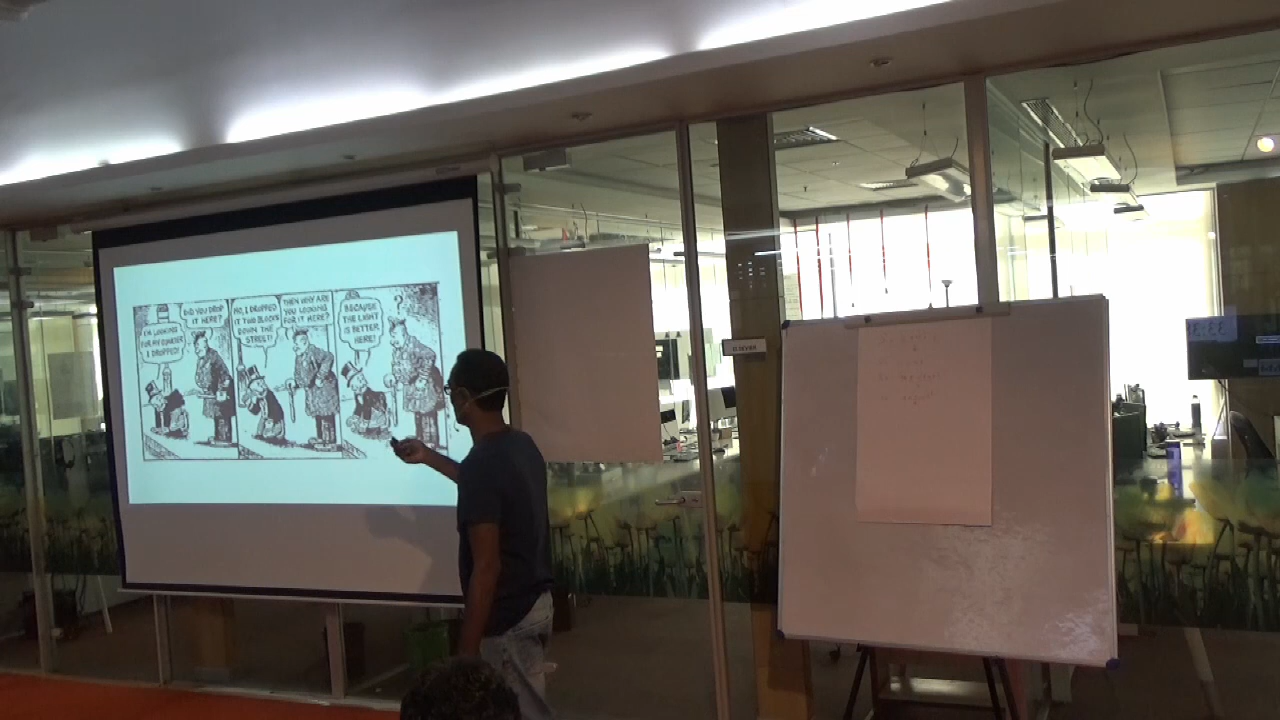 I'M LOOKING
FOR MY QUARTER
I DROPPED!
DID YOU DROP
IT HERE?
NO, I DROPPED
IT TWO BLOCKS
DOWN THE
STREET!
THEN WHY ARE
YOU LOOKING
FOR IT HERE?
BECAUSE
THE LIGHT
IS BETTER
HERE!
?